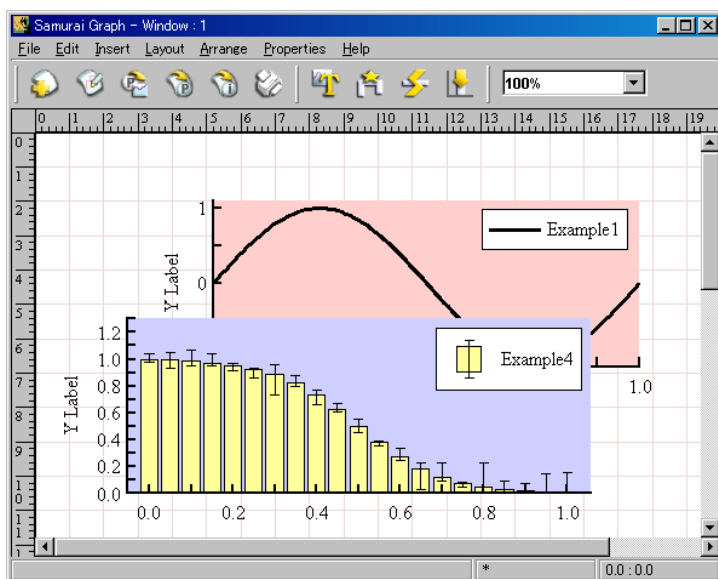 Samurai Graph - Window : 1
File Edit Insert Layout Arrange Properties Help
100%
0 1 2 3 4 5 6 7 8 9 10 11 12 13 14 15 16 17 18 19
0
1
2
3
4
5
6
7
8
9
10
11
1
Y Label
1
0
Example1
1.0
Y Label
1.2
1.0
0.8
0.6
0.4
0.2
0.0
Example4
0.0 0.2 0.4 0.6 0.8 1.0
* 0.0 : 0.0